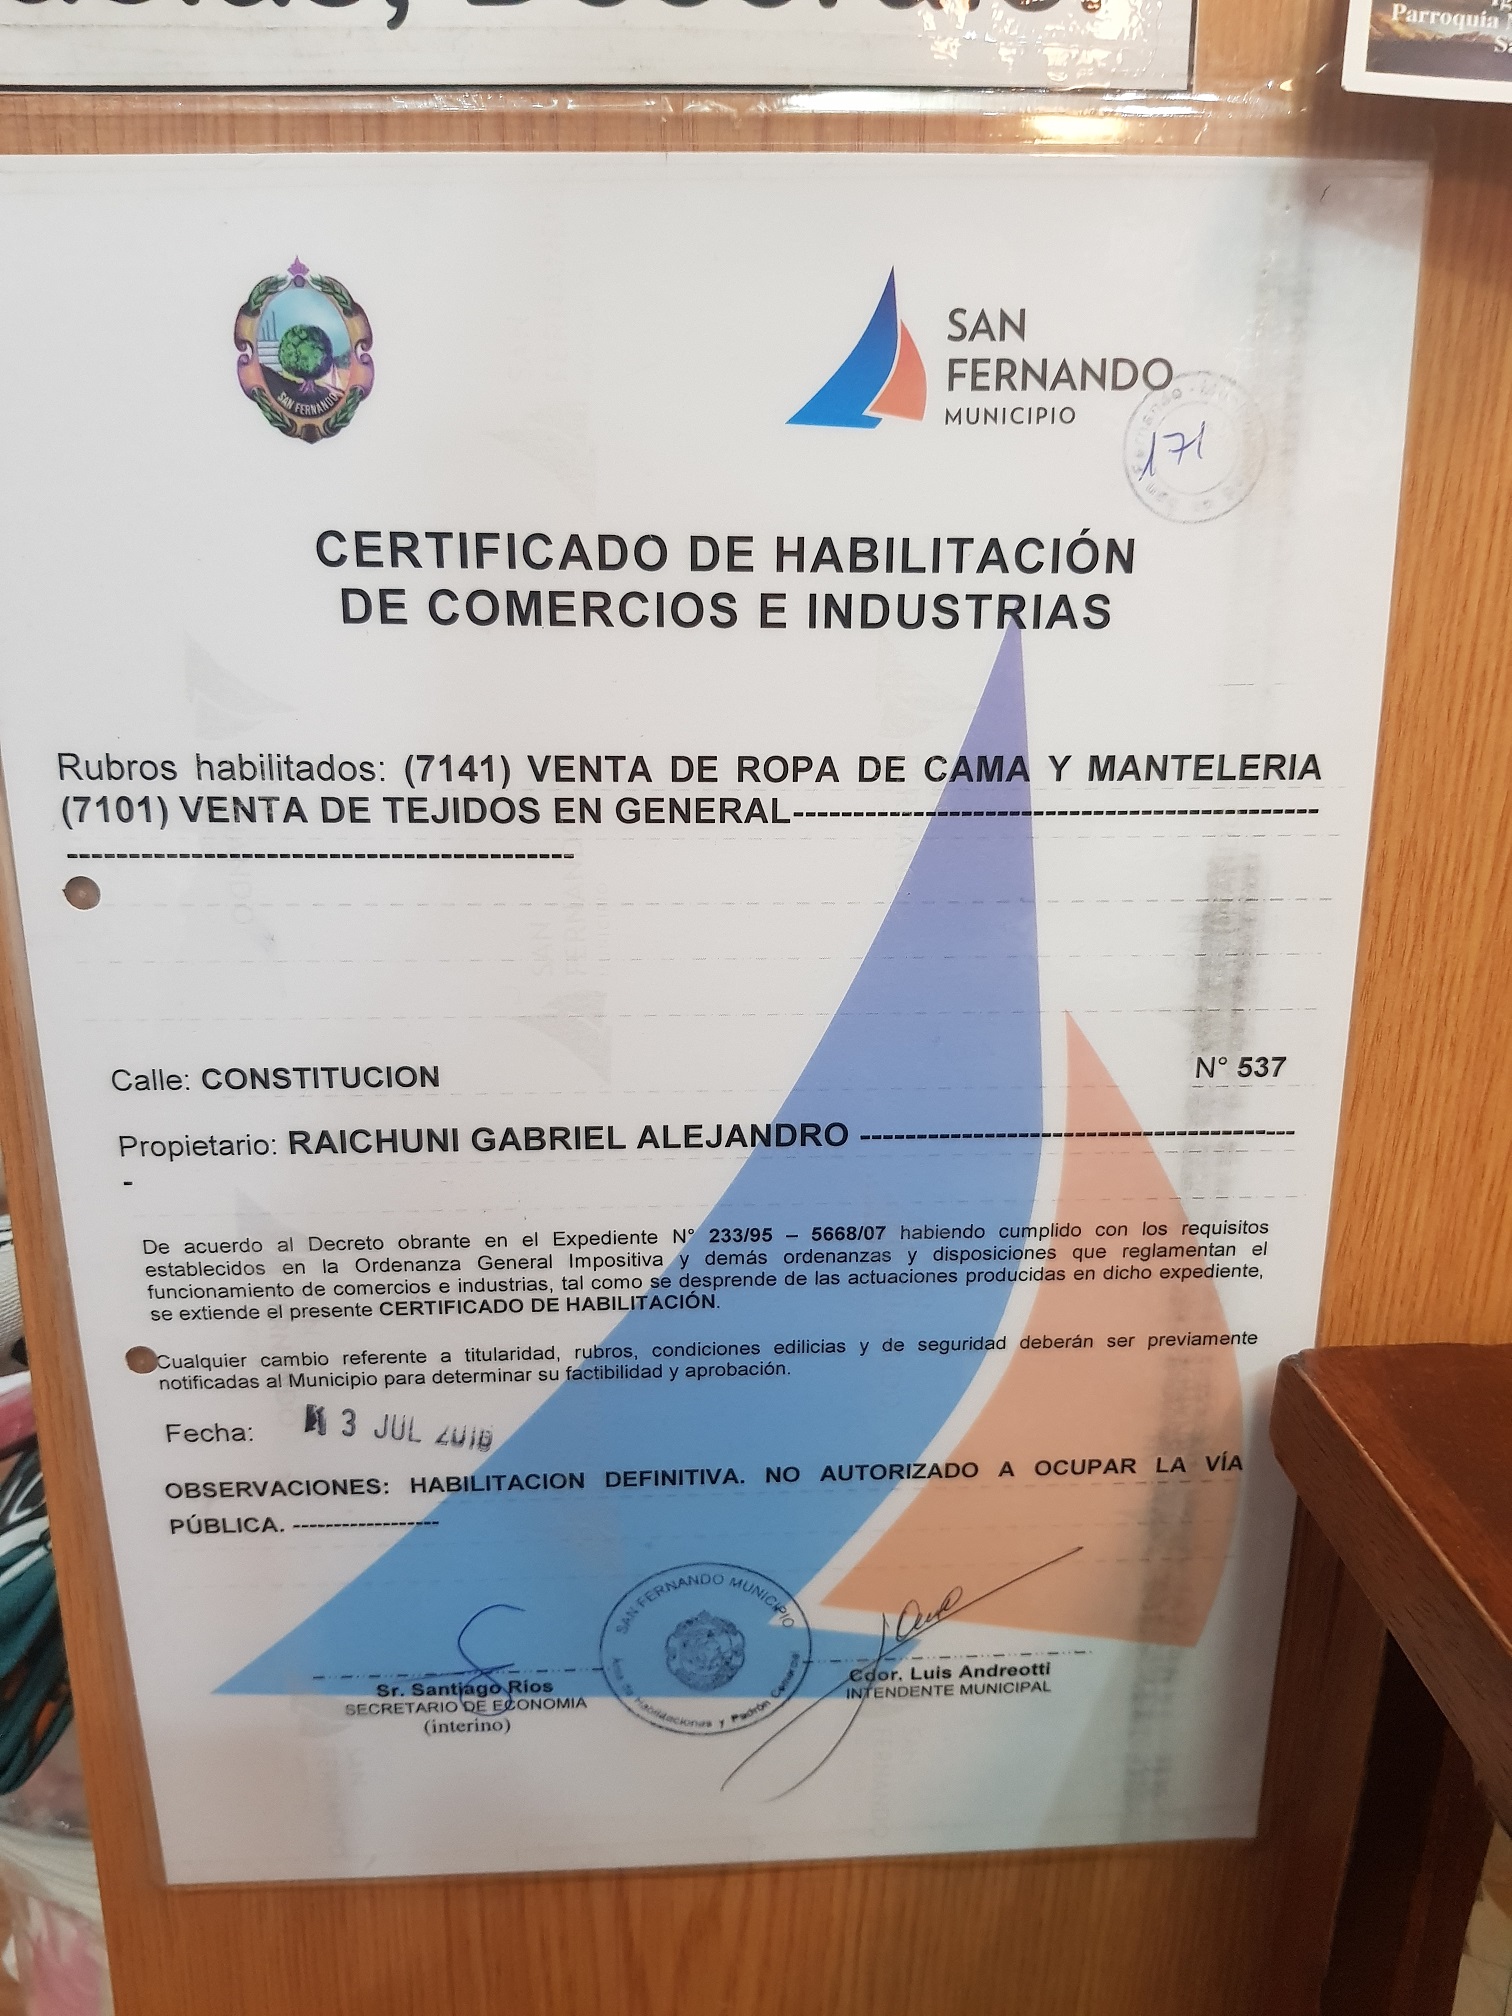 Parroquia
SAN FERNANDO
SAN
FERNANDO
MUNICIPIO
171
CERTIFICADO DE HABILITACIÓN
DE COMERCIOS E INDUSTRIAS
Rubros habilitados: (7141) VENTA DE ROPA DE CAMA Y MANTELERIA
(7101) VENTA DE TEJIDOS EN GENERAL-------------------------------------------
------------------------------------------
Calle: CONSTITUCION N° 537
Propietario: RAICHUNI GABRIEL ALEJANDRO --------------------------------------
-
De acuerdo al Decreto obrante en el Expediente N° 233/95 – 5668/07 habiendo cumplido con los requisitos
establecidos en la Ordenanza General Impositiva y demás ordenanzas y disposiciones que reglamentan el
funcionamiento de comercios e industrias, tal como se desprende de las actuaciones producidas en dicho expediente,
se extiende el presente CERTIFICADO DE HABILITACIÓN.
Cualquier cambio referente a titularidad, rubros, condiciones edilicias y de seguridad deberán ser previamente
notificadas al Municipio para determinar su factibilidad y aprobación.
Fecha: 3 JUL
OBSERVACIONES: HABILITACION DEFINITIVA. NO AUTORIZADO A OCUPAR LA VÍA
PÚBLICA. ------------------
SAN FERNANDO MUNICIPIO
Area de Habilitaciones y Padrón Comercial
Sr. Santiago Ríos
SECRETARIO DE ECONOMIA
(interino)
Cdor. Luis Andreotti
INTENDENTE MUNICIPAL